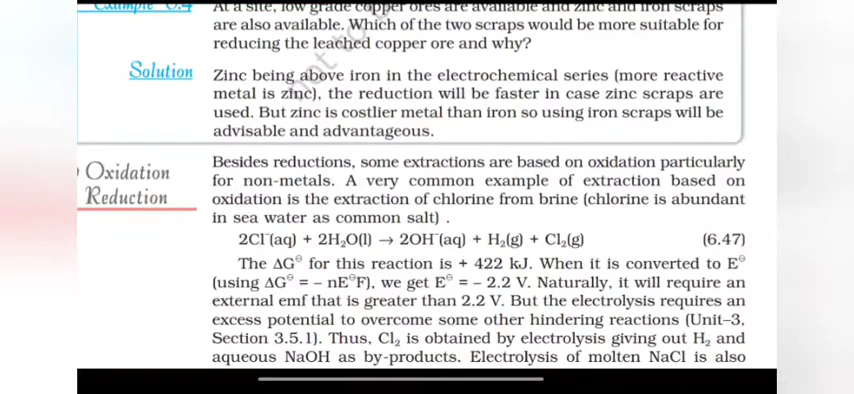 Example 6.4
At a site, low grade copper ores are available and zinc and iron scraps
are also available. Which of the two scraps would be more suitable for
reducing the leached copper ore and why?
Solution
Zinc being above iron in the electrochemical series (more reactive
metal is zinc), the reduction will be faster in case zinc scraps are
used. But zinc is costlier metal than iron so using iron scraps will be
advisable and advantageous.
Oxidation
Reduction
Besides reductions, some extractions are based on oxidation particularly
for non-metals. A very common example of extraction based on
oxidation is the extraction of chlorine from brine (chlorine is abundant
in sea water as common salt) .
2Cl⁻(aq) + 2H₂O(l) → 2OH⁻(aq) + H₂(g) + Cl₂(g) (6.47)
The ΔG⊖ for this reaction is + 422 kJ. When it is converted to E⊖
(using ΔG⊖ = – nE⊖F), we get E⊖ = – 2.2 V. Naturally, it will require an
external emf that is greater than 2.2 V. But the electrolysis requires an
excess potential to overcome some other hindering reactions (Unit–3,
Section 3.5.1). Thus, Cl₂ is obtained by electrolysis giving out H₂ and
aqueous NaOH as by-products. Electrolysis of molten NaCl is also